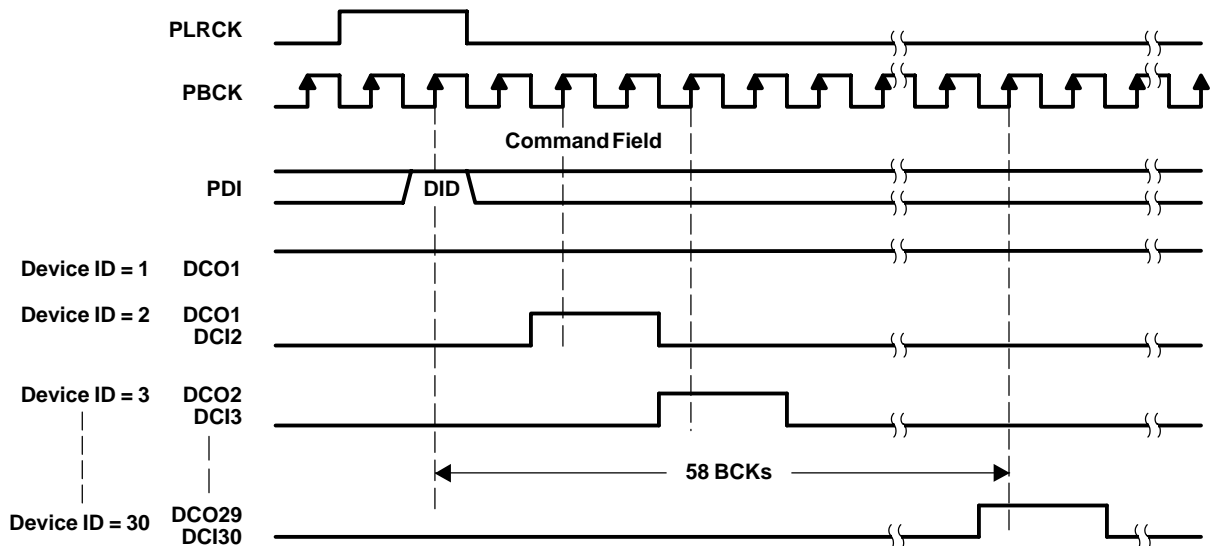 PLRCK
PBCK
Command Field
PDI
DID
Device ID = 1 DCO1
Device ID = 2 DCO1
DCI2
Device ID = 3 DCO2
DCI3
58 BCKs
Device ID = 30 DCO29
DCI30